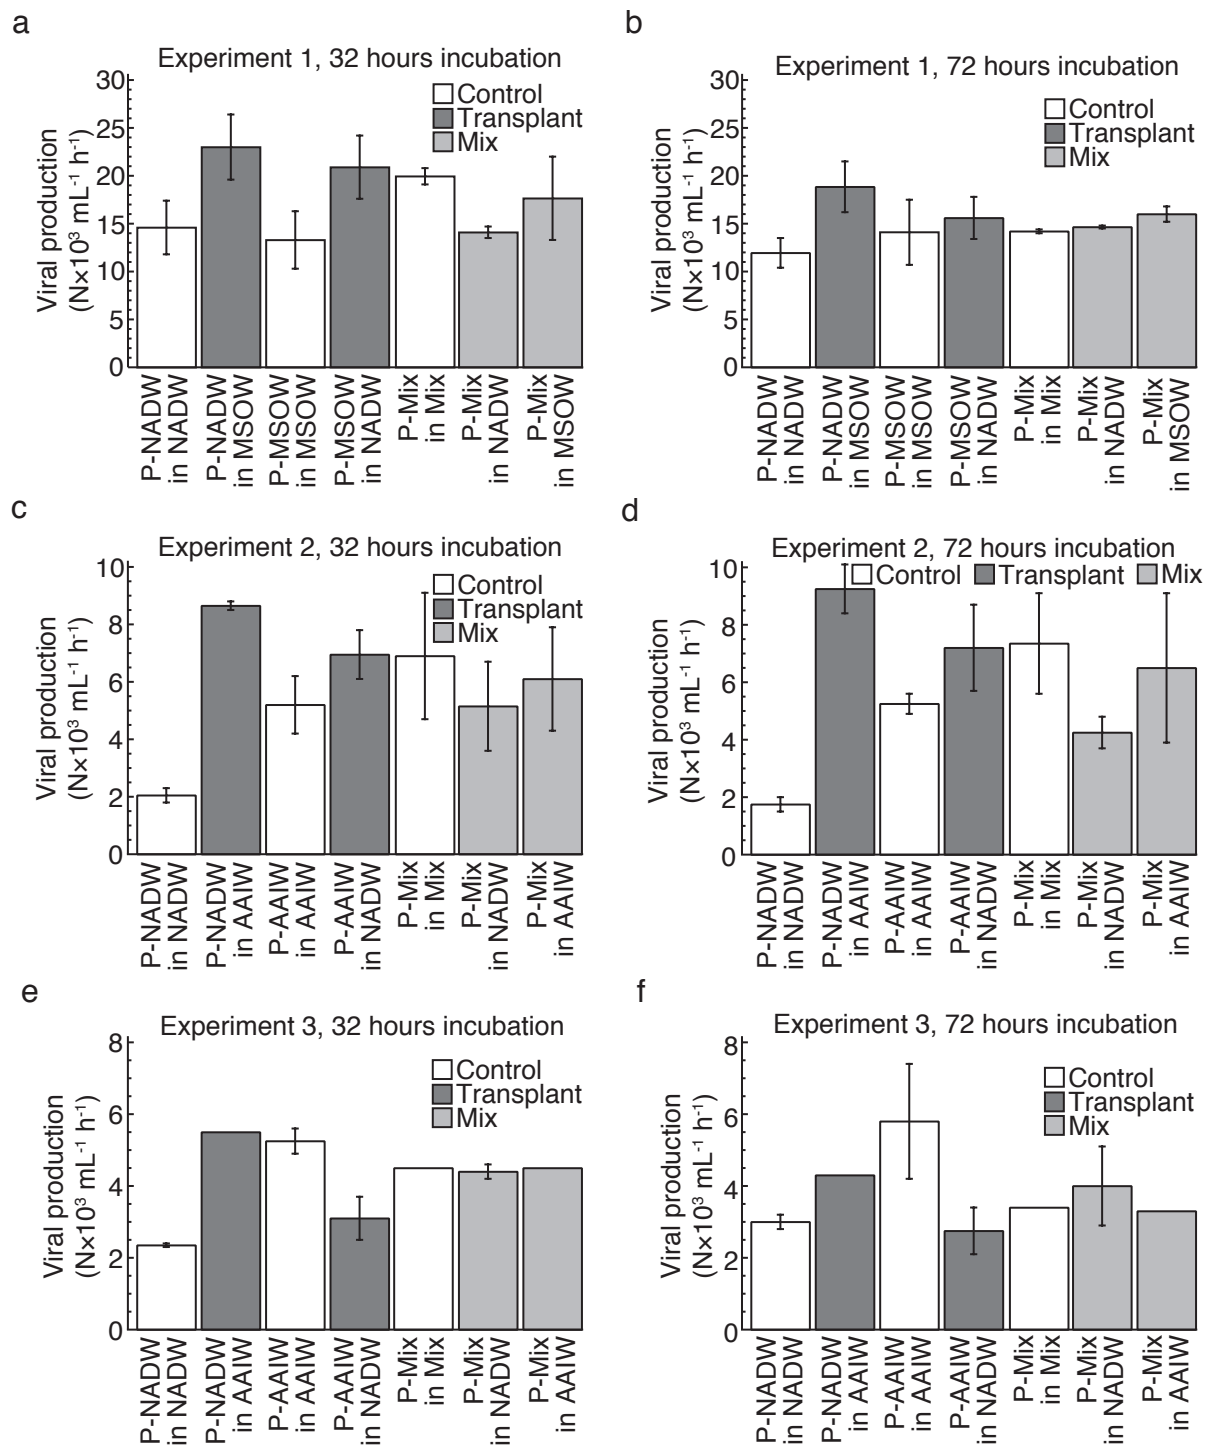 a
Experiment 1, 32 hours incubation
Viral production
(N×10³ mL⁻¹ h⁻¹)
30
25
20
15
10
5
0
Control
Transplant
Mix
P-NADW
in NADW
P-NADW
in MSOW
P-MSOW
in MSOW
P-MSOW
in NADW
P-Mix
in Mix
P-Mix
in NADW
P-Mix
in MSOW
b
Experiment 1, 72 hours incubation
Viral production
(N×10³ mL⁻¹ h⁻¹)
30
25
20
15
10
5
0
Control
Transplant
Mix
P-NADW
in NADW
P-NADW
in MSOW
P-MSOW
in MSOW
P-MSOW
in NADW
P-Mix
in Mix
P-Mix
in NADW
P-Mix
in MSOW
c
Experiment 2, 32 hours incubation
Viral production
(N×10³ mL⁻¹ h⁻¹)
10
8
6
4
2
0
Control
Transplant
Mix
P-NADW
in NADW
P-NADW
in AAIW
P-AAIW
in AAIW
P-AAIW
in NADW
P-Mix
in Mix
P-Mix
in NADW
P-Mix
in AAIW
d
Experiment 2, 72 hours incubation
Viral production
(N×10³ mL⁻¹ h⁻¹)
10
8
6
4
2
0
Control Transplant Mix
P-NADW
in NADW
P-NADW
in AAIW
P-AAIW
in AAIW
P-AAIW
in NADW
P-Mix
in Mix
P-Mix
in NADW
P-Mix
in AAIW
e
Experiment 3, 32 hours incubation
Viral production
(N×10³ mL⁻¹ h⁻¹)
8
6
4
2
0
Control
Transplant
Mix
P-NADW
in NADW
P-NADW
in AAIW
P-AAIW
in AAIW
P-AAIW
in NADW
P-Mix
in Mix
P-Mix
in NADW
P-Mix
in AAIW
f
Experiment 3, 72 hours incubation
Viral production
(N×10³ mL⁻¹ h⁻¹)
8
6
4
2
0
Control
Transplant
Mix
P-NADW
in NADW
P-NADW
in AAIW
P-AAIW
in AAIW
P-AAIW
in NADW
P-Mix
in Mix
P-Mix
in NADW
P-Mix
in AAIW